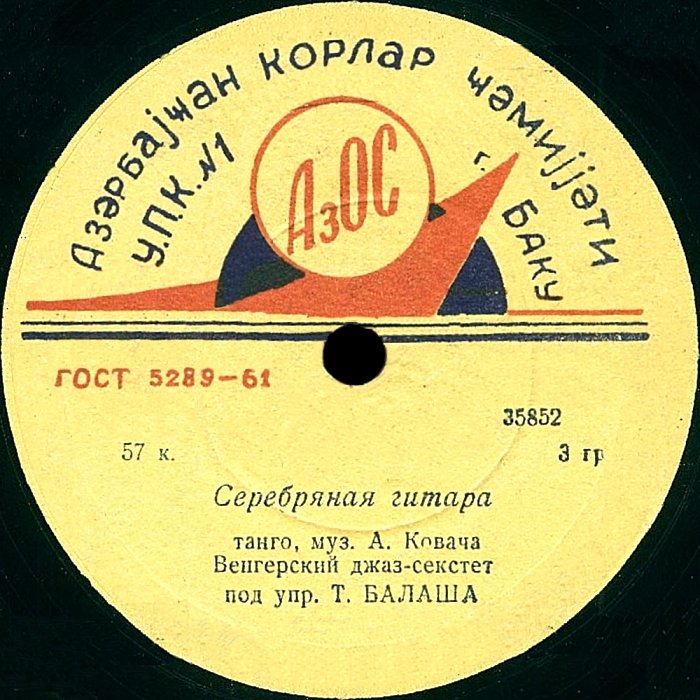 Азәрбајҹан корлар ҹәмијјәти
У.П.К. №1
г. Баку
АзОС
ГОСТ 5289-61
35852
57 к.
3 гр
Серебряная гитара
танго, муз. А. Ковача
Венгерский джаз-секстет
под упр. Т. БАЛАША